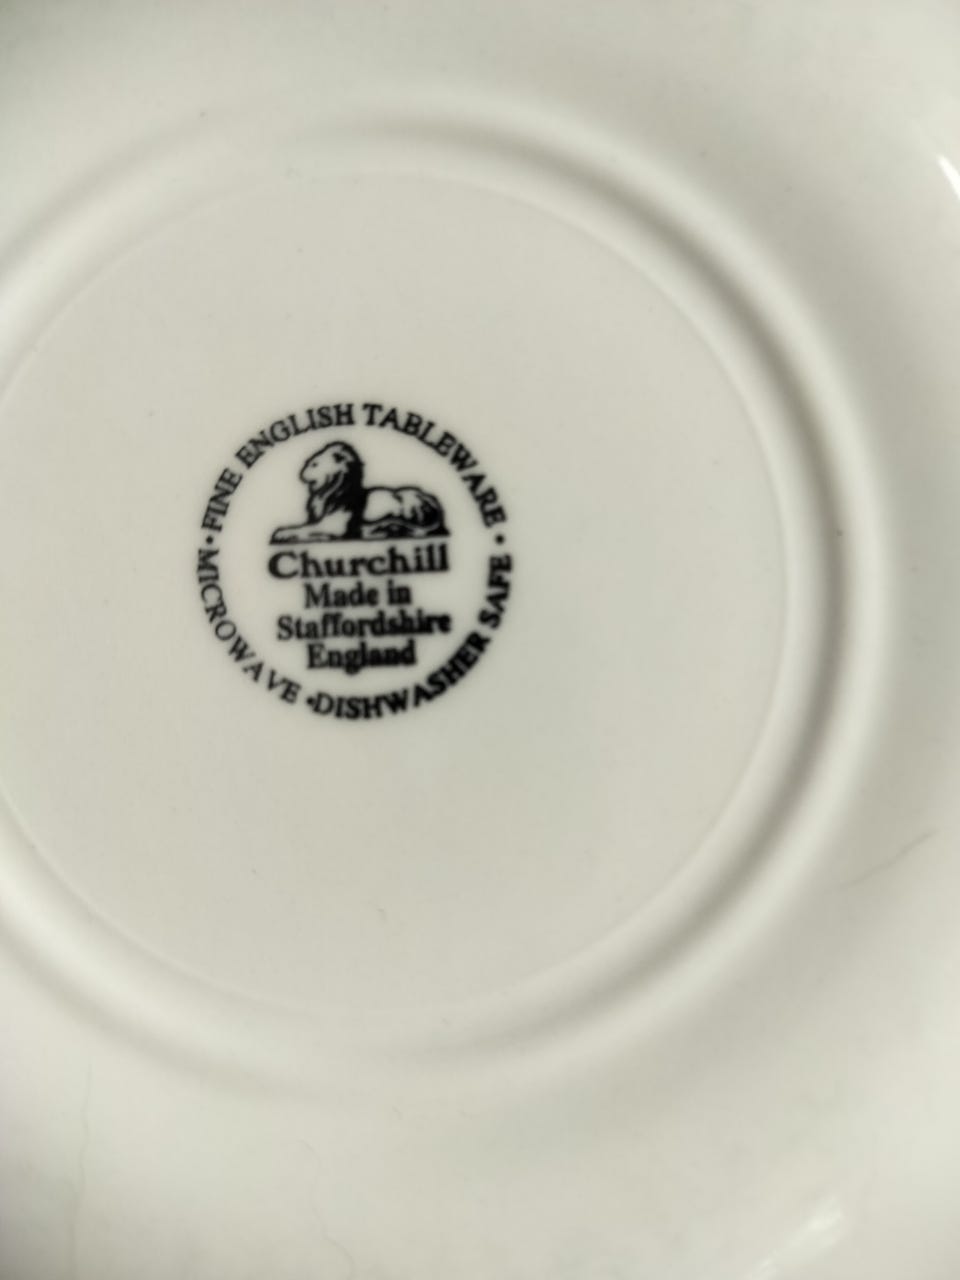 • FINE ENGLISH TABLEWARE •
Churchill
Made in
Staffordshire
England
MICROWAVE • DISHWASHER SAFE